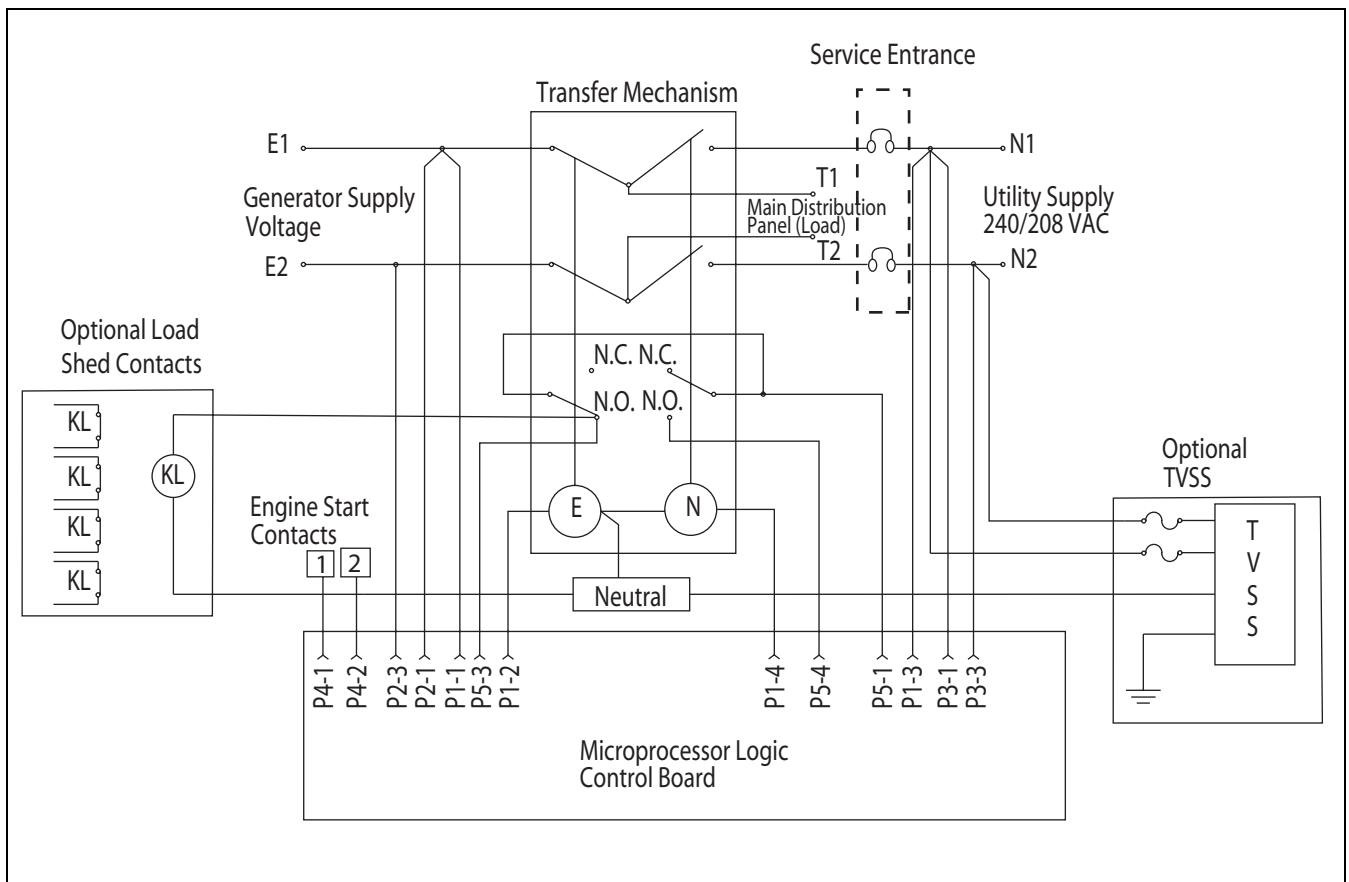 Service Entrance
Transfer Mechanism
E1
N1
T1
Generator Supply
Voltage
Main Distribution
Panel (Load)
Utility Supply
240/208 VAC
T2
E2
N2
Optional Load
Shed Contacts
N.C. N.C.
N.O. N.O.
KL
KL
KL
KL
KL
Optional
TVSS
Engine Start
Contacts
E
N
1
2
T
V
S
S
Neutral
P4-1
P4-2
P2-3
P2-1
P1-1
P5-3
P1-2
P1-4
P5-4
P5-1
P1-3
P3-1
P3-3
Microprocessor Logic
Control Board